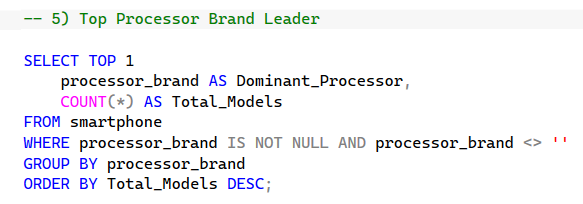 -- 5) Top Processor Brand Leader
SELECT TOP 1
    processor_brand AS Dominant_Processor,
    COUNT(*) AS Total_Models
FROM smartphone
WHERE processor_brand IS NOT NULL AND processor_brand <> ''
GROUP BY processor_brand
ORDER BY Total_Models DESC;